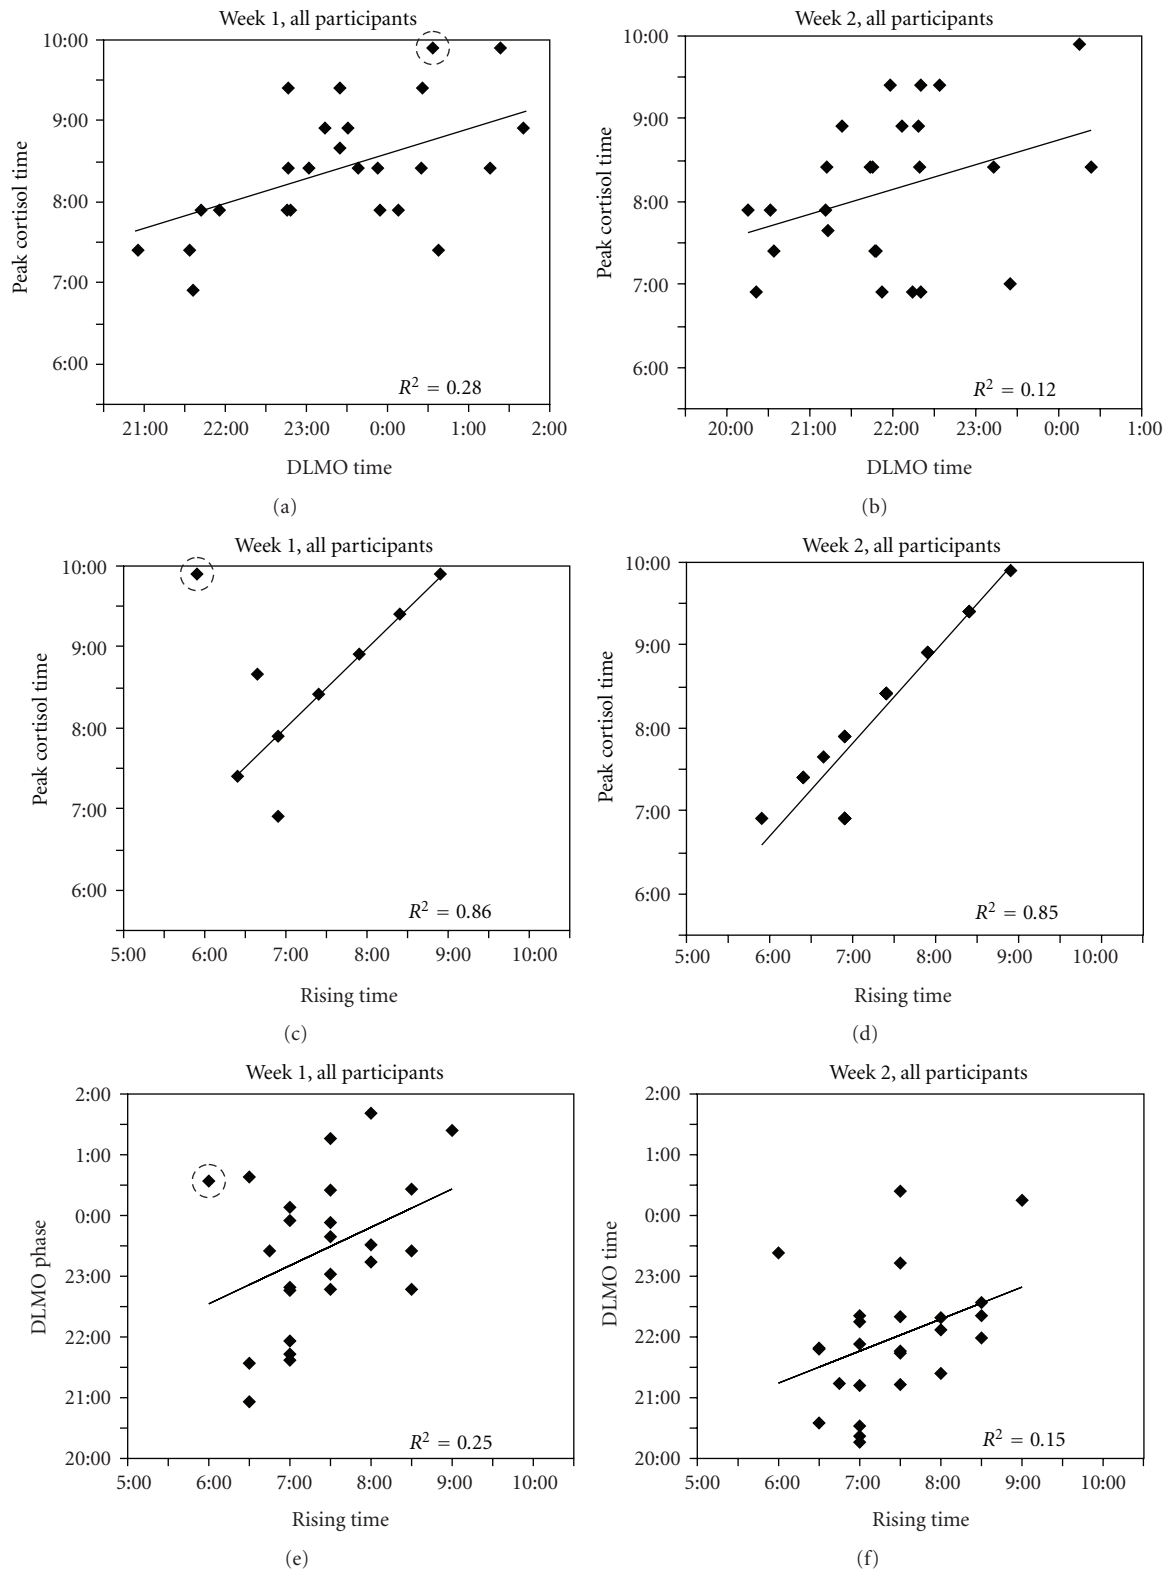 Week 1, all participants
10:00
9:00
8:00
7:00
6:00
Peak cortisol time
R² = 0.28
21:00 22:00 23:00 0:00 1:00 2:00
DLMO time
(a)
Week 2, all participants
10:00
9:00
8:00
7:00
6:00
Peak cortisol time
R² = 0.12
20:00 21:00 22:00 23:00 0:00 1:00
DLMO time
(b)
Week 1, all participants
10:00
9:00
8:00
7:00
6:00
Peak cortisol time
R² = 0.86
5:00 6:00 7:00 8:00 9:00 10:00
Rising time
(c)
Week 2, all participants
10:00
9:00
8:00
7:00
6:00
Peak cortisol time
R² = 0.85
5:00 6:00 7:00 8:00 9:00 10:00
Rising time
(d)
Week 1, all participants
2:00
1:00
0:00
23:00
22:00
21:00
20:00
DLMO phase
R² = 0.25
5:00 6:00 7:00 8:00 9:00 10:00
Rising time
(e)
Week 2, all participants
2:00
1:00
0:00
23:00
22:00
21:00
20:00
DLMO time
R² = 0.15
5:00 6:00 7:00 8:00 9:00 10:00
Rising time
(f)